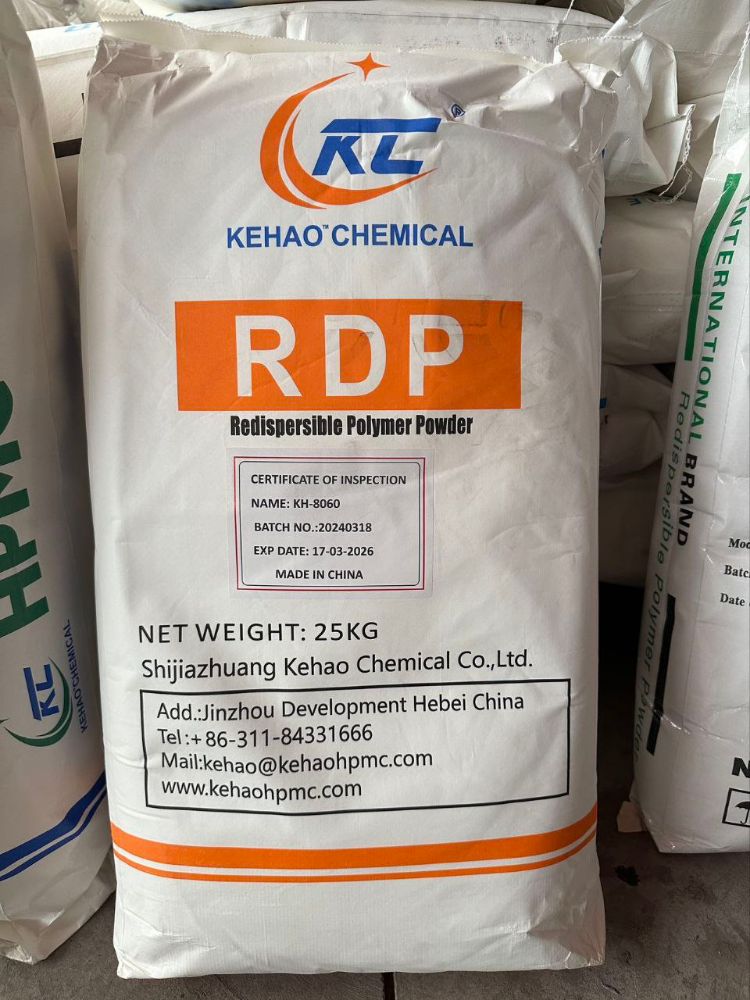 KC
KEHAO™CHEMICAL
RDP
Redispersible Polymer Powder
CERTIFICATE OF INSPECTION
NAME: KH-8060
BATCH NO.:20240318
EXP DATE: 17-03-2026
MADE IN CHINA
NET WEIGHT: 25KG
Shijiazhuang Kehao Chemical Co.,Ltd.
Add.:Jinzhou Development Hebei China
Tel:+86-311-84331666
Mail:kehao@kehaohpmc.com
www.kehaohpmc.com
HPMC
KC
KEHAO CHEMICAL
INTERNATIONAL BRAND
Redispersible polymer powder
Batc
Date